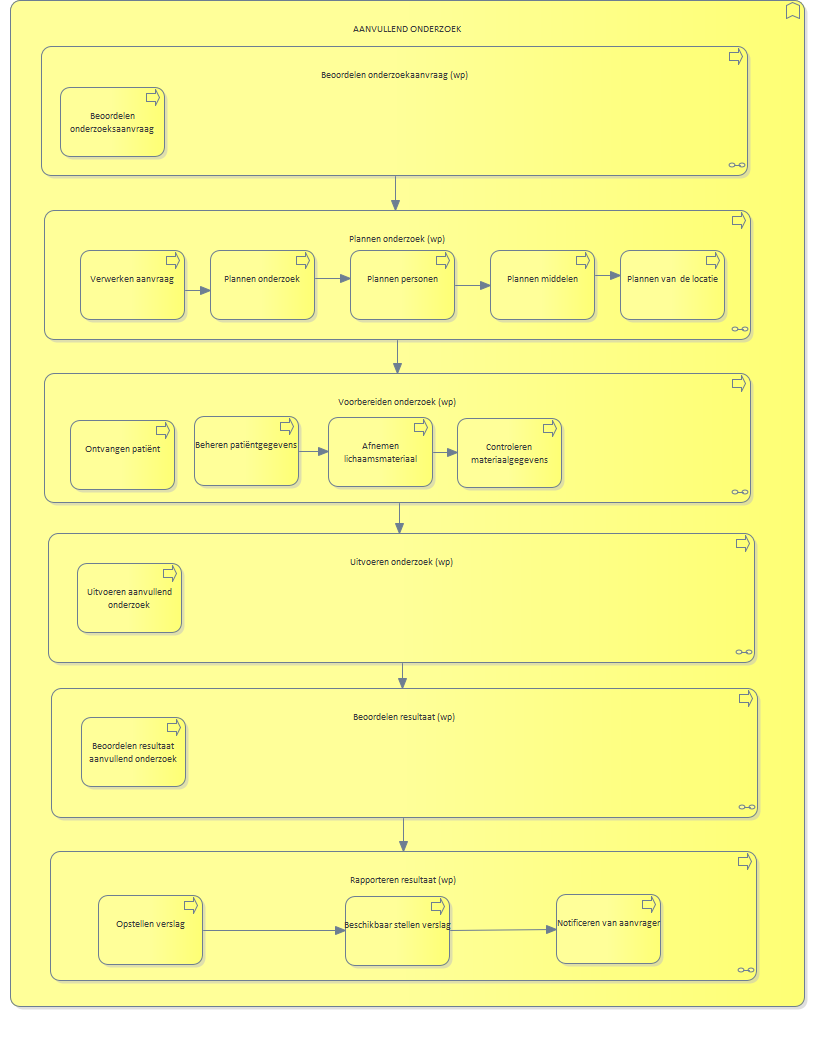 AANVULLEND ONDERZOEK
Beoordelen onderzoekaanvraag (wp)
Beoordelen
onderzoeksaanvraag
Plannen onderzoek (wp)
Verwerken aanvraag
Plannen onderzoek
Plannen personen
Plannen middelen
Plannen van  de locatie
Voorbereiden onderzoek (wp)
Ontvangen patiënt
Beheren patiëntgegevens
Afnemen
lichaamsmateriaal
Controleren
materiaalgegevens
Uitvoeren onderzoek (wp)
Uitvoeren aanvullend
onderzoek
Beoordelen resultaat (wp)
Beoordelen resultaat
aanvullend onderzoek
Rapporteren resultaat (wp)
Opstellen verslag
Beschikbaar stellen verslag
Notificeren van aanvrager